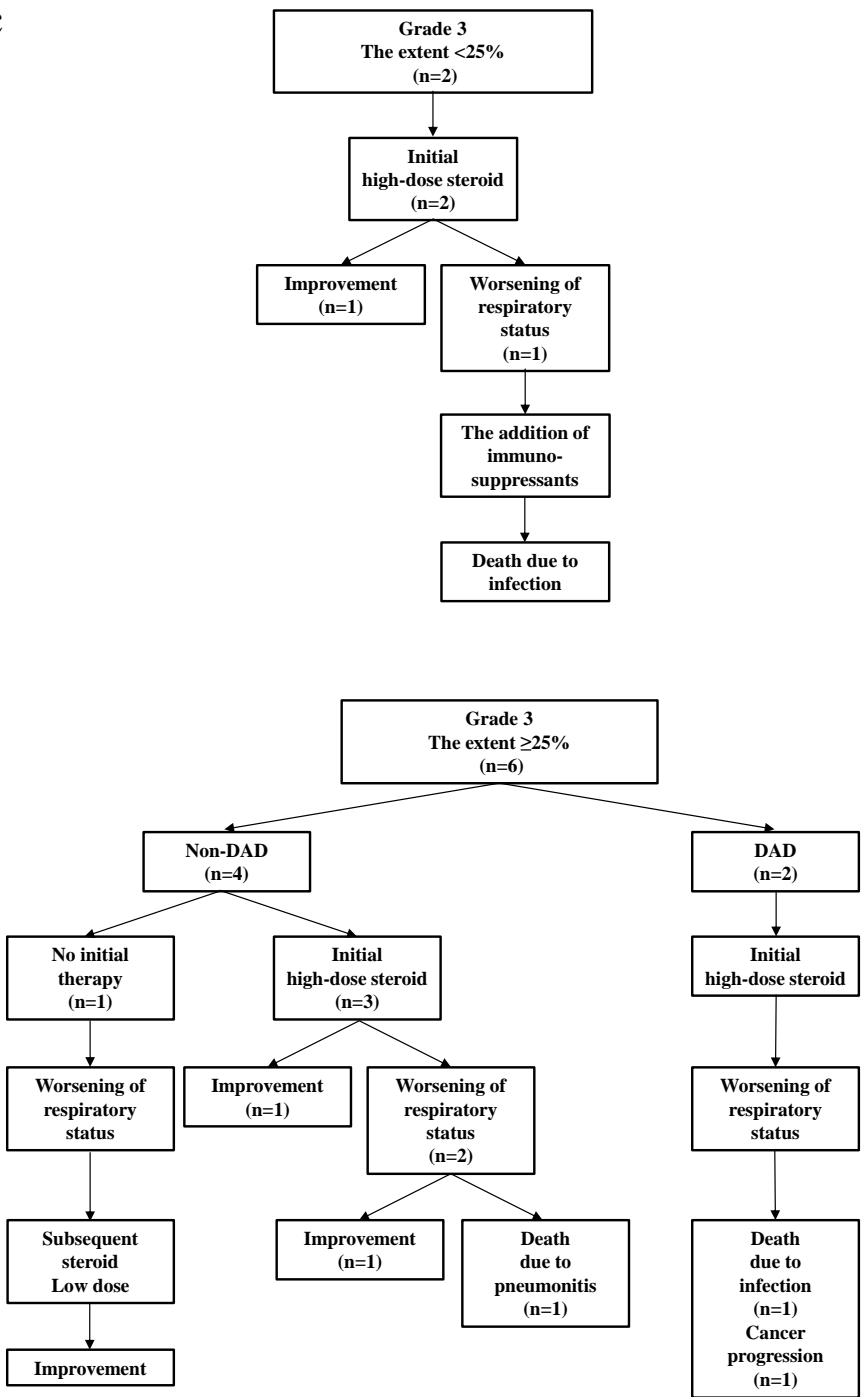 Grade 3
The extent <25%
(n=2)
Initial
high-dose steroid
(n=2)
Improvement
(n=1)
Worsening of
respiratory
status
(n=1)
The addition of
immuno-
suppressants
Death due to
infection
Grade 3
The extent ≥25%
(n=6)
Non-DAD
(n=4)
DAD
(n=2)
No initial
therapy
(n=1)
Initial
high-dose steroid
(n=3)
Initial
high-dose steroid
Worsening of
respiratory
status
Improvement
(n=1)
Worsening of
respiratory
status
(n=2)
Worsening of
respiratory
status
Subsequent
steroid
Low dose
Improvement
(n=1)
Death
due to
pneumonitis
(n=1)
Death
due to
infection
(n=1)
Cancer
progression
(n=1)
Improvement